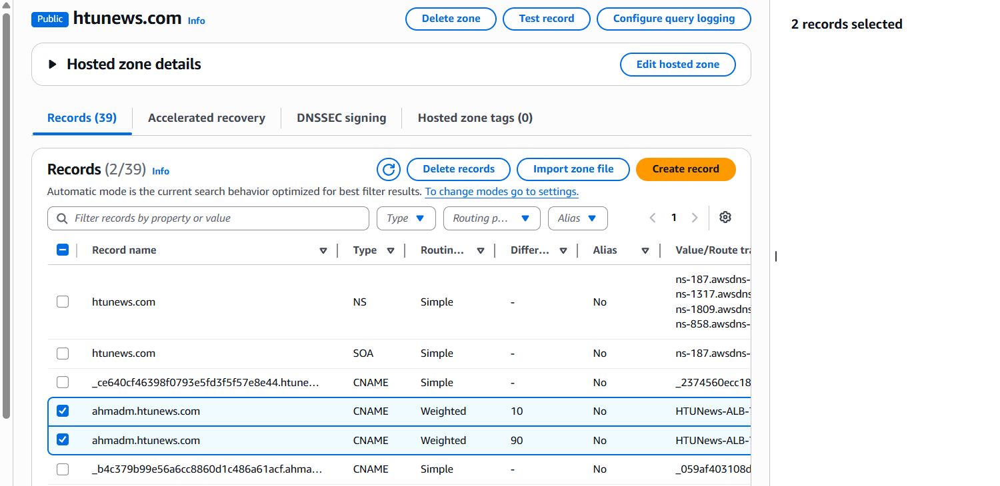 Public htunews.com Info Delete zone Test record Configure query logging
2 records selected
Hosted zone details Edit hosted zone
Records (39) Accelerated recovery DNSSEC signing Hosted zone tags (0)
Records (2/39) Info Delete records Import zone file Create record
Automatic mode is the current search behavior optimized for best filter results. To change modes go to settings.
Filter records by property or value Type Routing p... Alias 1
Record name Type Routin... Differ... Alias Value/Route tra
ns-187.awsdns-
ns-1317.awsdns
htunews.com NS Simple - No
ns-1809.awsdns
ns-858.awsdns-
htunews.com SOA Simple - No ns-187.awsdns-
_ce640cf46398f0793e5fd3f5f57e8e44.htune... CNAME Simple - No _2374560ecc18
ahmadm.htunews.com CNAME Weighted 10 No HTUNews-ALB-
ahmadm.htunews.com CNAME Weighted 90 No HTUNews-ALB-
_b4c379b99e56a6cc8860d1c486a61acf.ahma... CNAME Simple - No _059af403108d